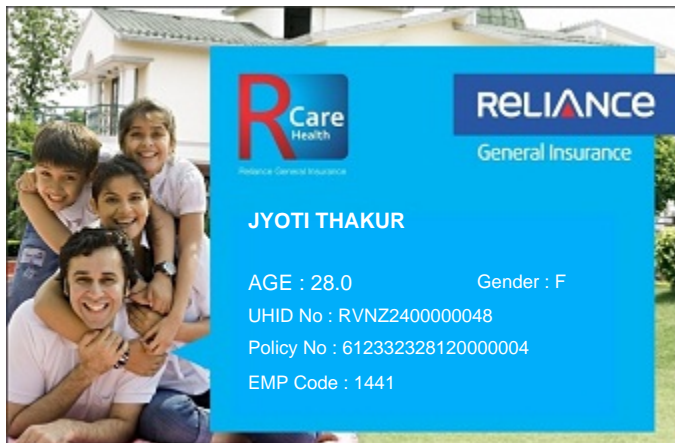 R Care
Health
Reliance General Insurance
RELIANCE
General Insurance
JYOTI THAKUR
AGE : 28.0 Gender : F
UHID No : RVNZ2400000048
Policy No : 612332328120000004
EMP Code : 1441